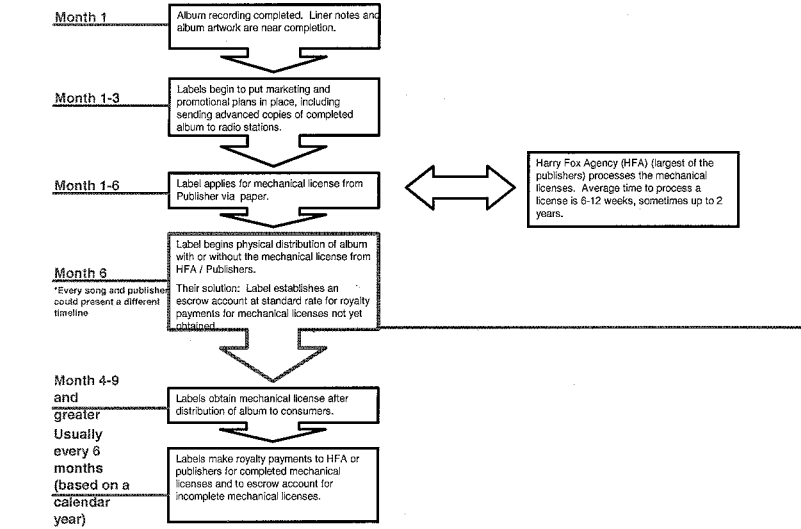 Month 1
Album recording completed. Liner notes and
album artwork are near completion.
Month 1-3
Labels begin to put marketing and
promotional plans in place, including
sending advanced copies of completed
album to radio stations.
Month 1-6
Label applies for mechanical license from
Publisher via paper.
Harry Fox Agency (HFA) (largest of the
publishers) processes the mechanical
licenses. Average time to process a
license is 6-12 weeks, sometimes up to 2
years.
Month 6
*Every song and publisher
could present a different
timeline
Label begins physical distribution of album
with or without the mechanical license from
HFA / Publishers.
Their solution: Label establishes an
escrow account at standard rate for royalty
payments for mechanical licenses not yet
obtained
Month 4-9
and
greater
Labels obtain mechanical license after
distribution of album to consumers.
Usually
every 6
months
(based on a
calendar
year)
Labels make royalty payments to HFA or
publishers for completed mechanical
licenses and to escrow account for
incomplete mechanical licenses.